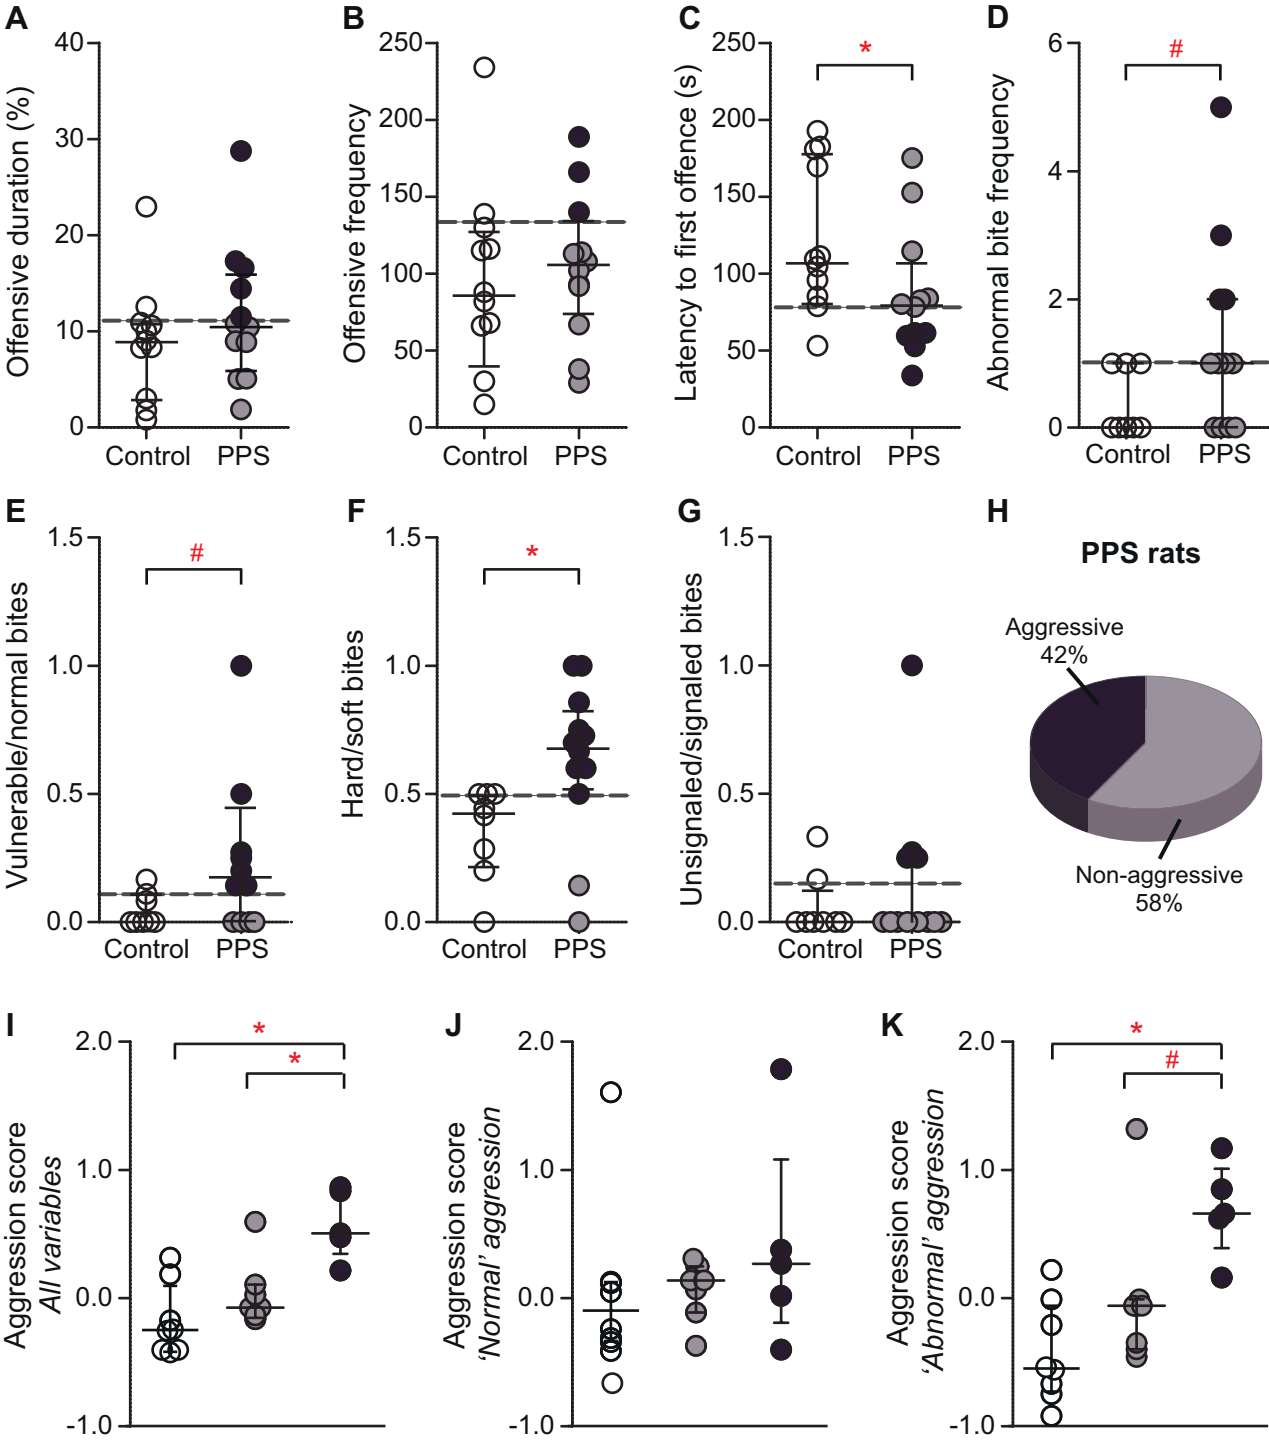 A
Offensive duration (%)
40
30
20
10
0
Control PPS
B
Offensive frequency
250
200
150
100
50
0
Control PPS
C
Latency to first offence (s)
250
200
150
100
50
0
*
Control PPS
D
Abnormal bite frequency
6
4
2
0
#
Control PPS
E
Vulnerable/normal bites
1.5
1.0
0.5
0.0
#
Control PPS
F
Hard/soft bites
1.5
1.0
0.5
0.0
*
Control PPS
G
Unsignaled/signaled bites
1.5
1.0
0.5
0.0
Control PPS
H
PPS rats
Aggressive
42%
Non-aggressive
58%
I
Aggression score
All variables
2.0
1.0
0.0
-1.0
*
*
J
Aggression score
‘Normal’ aggression
2.0
1.0
0.0
-1.0
K
Aggression score
‘Abnormal’ aggression
2.0
1.0
0.0
-1.0
*
#